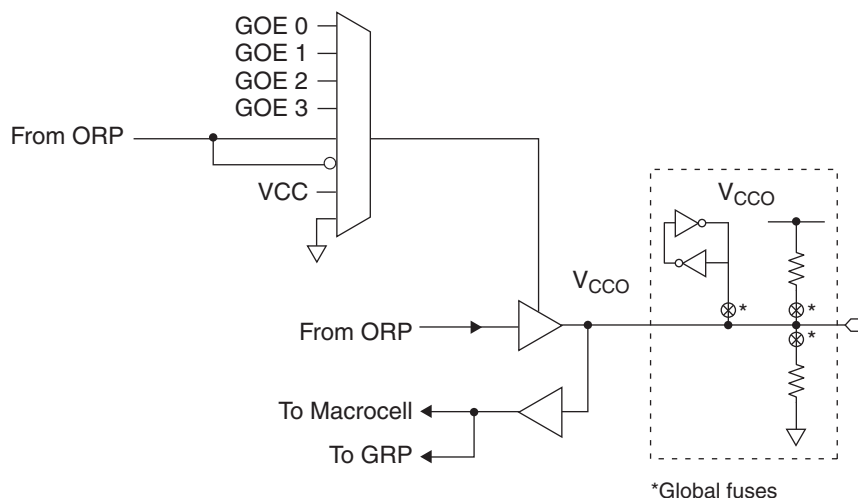 GOE 0
GOE 1
GOE 2
GOE 3
From ORP
VCC
VCCO
VCCO
*
*
*
From ORP
To Macrocell
To GRP
*Global fuses